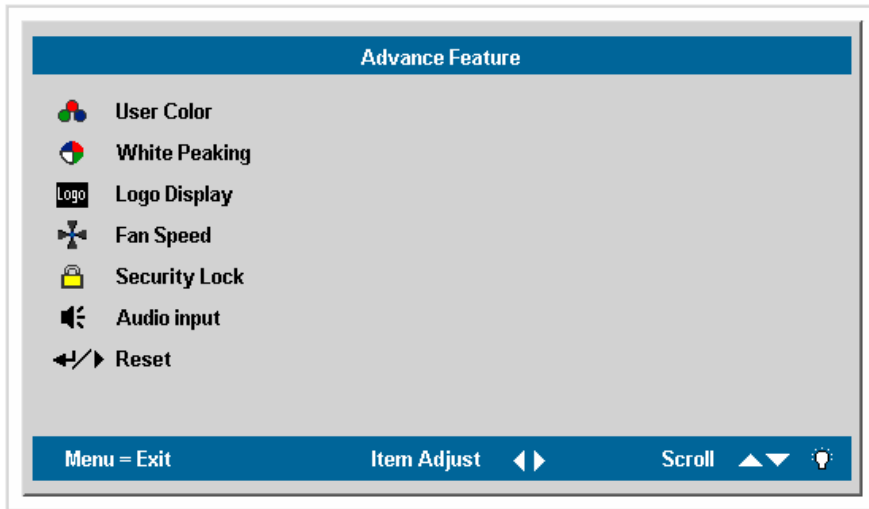 Advance Feature
User Color
White Peaking
Logo Logo Display
Fan Speed
Security Lock
Audio input
Reset
Menu = Exit Item Adjust Scroll